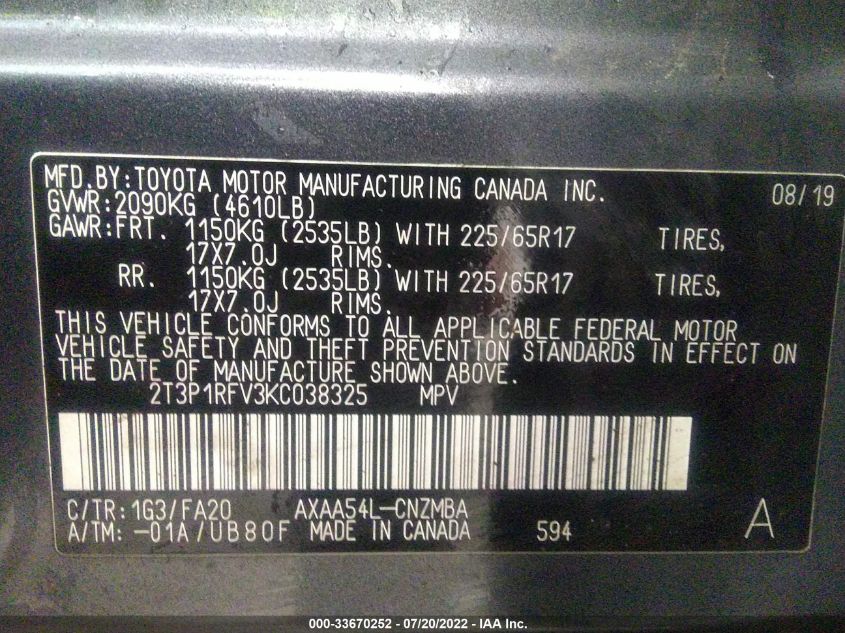 MFD.BY:TOYOTA MOTOR MANUFACTURING CANADA INC. 08/19
GVWR:2090KG (4610LB)
GAWR:FRT. 1150KG (2535LB) WITH 225/65R17 TIRES,
17X7.0J RIMS.
RR. 1150KG (2535LB) WITH 225/65R17 TIRES,
17X7.0J RIMS.
THIS VEHICLE CONFORMS TO ALL APPLICABLE FEDERAL MOTOR
VEHICLE SAFETY AND THEFT PREVENTION STANDARDS IN EFFECT ON
THE DATE OF MANUFACTURE SHOWN ABOVE.
2T3P1RFV3KC038325 MPV
C/TR:1G3/FA20 AXAA54L-CNZMBA
A/TM:-01A/UB80F MADE IN CANADA 594 A
000-33670252 - 07/20/2022 - IAA Inc.